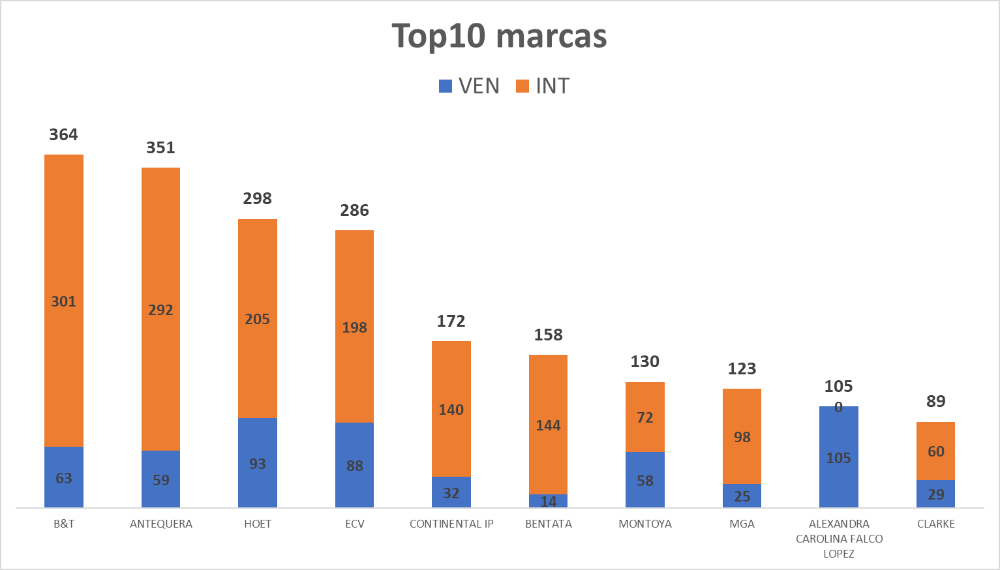 Top10 marcas
VEN INT
364
351
298
286
172
158
130
123
105
89
301
292
205
198
140
144
72
98
0
60
63
59
93
88
32
14
58
25
105
29
B&T
ANTEQUERA
HOET
ECV
CONTINENTAL IP
BENTATA
MONTOYA
MGA
ALEXANDRA
CAROLINA FALCO
LOPEZ
CLARKE